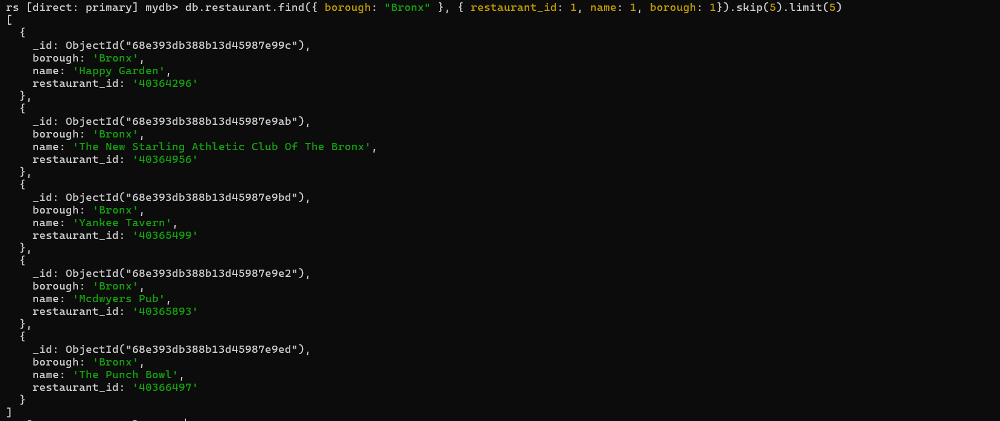 rs [direct: primary] mydb> db.restaurant.find({ borough: "Bronx" }, { restaurant_id: 1, name: 1, borough: 1}).skip(5).limit(5)
[
  {
    _id: ObjectId("68e393db388b13d45987e99c"),
    borough: 'Bronx',
    name: 'Happy Garden',
    restaurant_id: '40364296'
  },
  {
    _id: ObjectId("68e393db388b13d45987e9ab"),
    borough: 'Bronx',
    name: 'The New Starling Athletic Club Of The Bronx',
    restaurant_id: '40364956'
  },
  {
    _id: ObjectId("68e393db388b13d45987e9bd"),
    borough: 'Bronx',
    name: 'Yankee Tavern',
    restaurant_id: '40365499'
  },
  {
    _id: ObjectId("68e393db388b13d45987e9e2"),
    borough: 'Bronx',
    name: 'Mcdwyers Pub',
    restaurant_id: '40365893'
  },
  {
    _id: ObjectId("68e393db388b13d45987e9ed"),
    borough: 'Bronx',
    name: 'The Punch Bowl',
    restaurant_id: '40366497'
  }
]